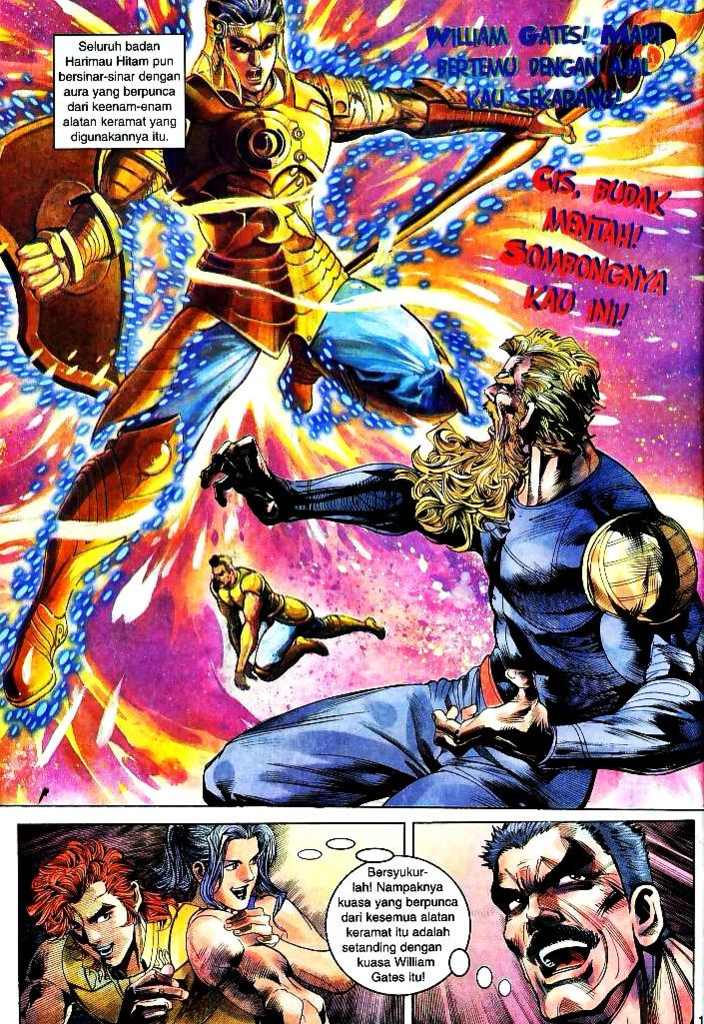 Seluruh badan
Harimau Hitam pun
bersinar-sinar dengan
aura yang berpunca
dari keenam-enam
alatan keramat yang
digunakannya itu.
WILLIAM GATES! MARI
BERTEMU DENGAN AJAL
KAU SEKARANG!
CIS, BUDAK
MENTAH!
SOMBONGNYA
KAU INI!
Bersyukur-
lah! Nampaknya
kuasa yang berpunca
dari kesemua alatan
keramat itu adalah
setanding dengan
kuasa William
Gates itu!
1